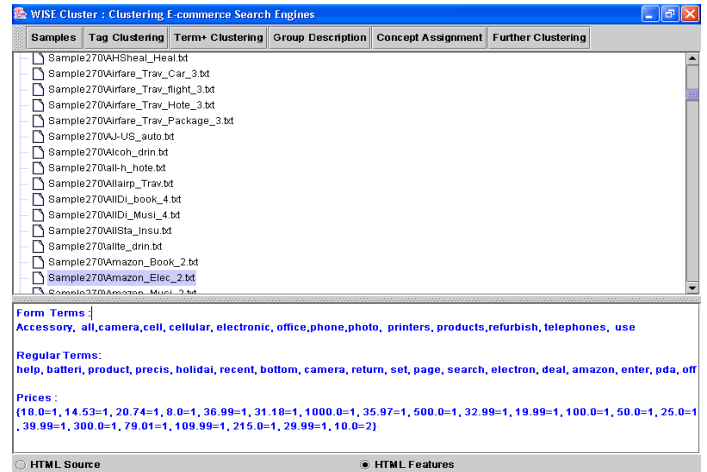 WISE Cluster : Clustering E-commerce Search Engines
Samples Tag Clustering Term+ Clustering Group Description Concept Assignment Further Clustering
Sample270\AHSheal_Heal.txt
Sample270\Airfare_Trav_Car_3.txt
Sample270\Airfare_Trav_flight_3.txt
Sample270\Airfare_Trav_Hote_3.txt
Sample270\Airfare_Trav_Package_3.txt
Sample270\AJ-US_auto.txt
Sample270\Alcoh_drin.txt
Sample270\all-h_hote.txt
Sample270\Allairp_Trav.txt
Sample270\AllDi_book_4.txt
Sample270\AllDi_Musi_4.txt
Sample270\AllSta_Insu.txt
Sample270\allte_drin.txt
Sample270\Amazon_Book_2.txt
Sample270\Amazon_Elec_2.txt
Sample270\Amazon_Musi_2.txt
Form Terms :
Accessory, all,camera,cell, cellular, electronic, office,phone,photo, printers, products,refurbish, telephones, use
Regular Terms:
help, batteri, product, precis, holidai, recent, bottom, camera, return, set, page, search, electron, deal, amazon, enter, pda, off
Prices :
{18.0=1, 14.53=1, 20.74=1, 8.0=1, 36.99=1, 31.18=1, 1000.0=1, 35.97=1, 500.0=1, 32.99=1, 19.99=1, 100.0=1, 50.0=1, 25.0=1
, 39.99=1, 300.0=1, 79.01=1, 109.99=1, 215.0=1, 29.99=1, 10.0=2}
HTML Source HTML Features